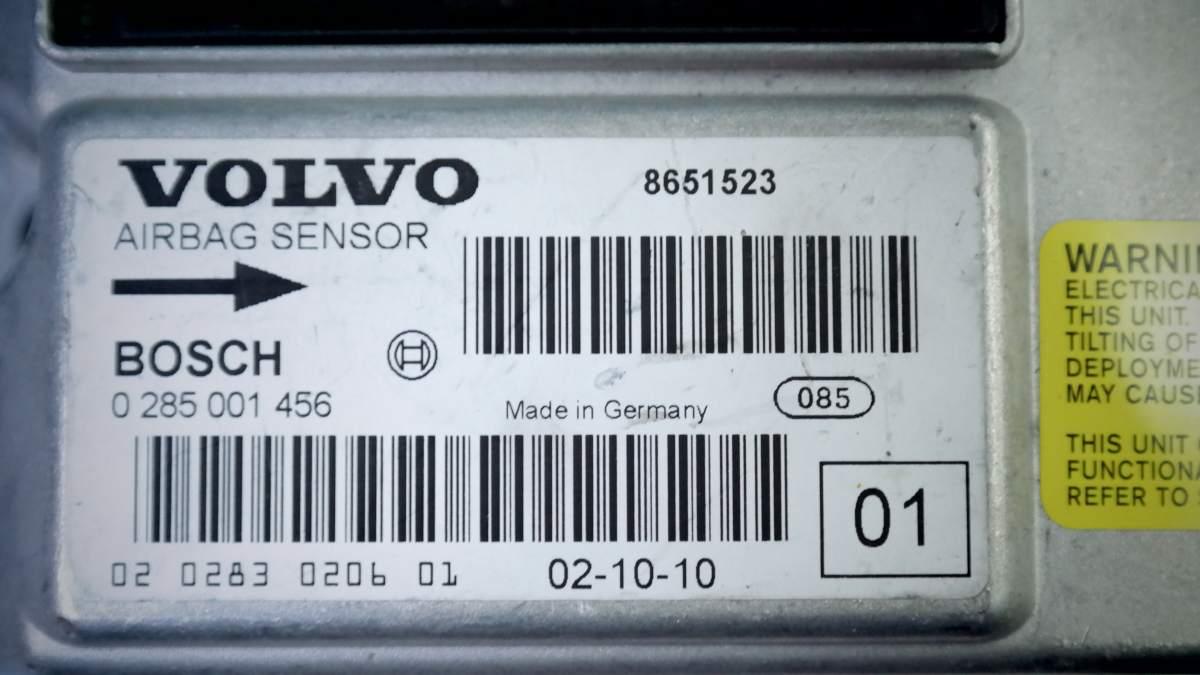 VOLVO
8651523
AIRBAG SENSOR
BOSCH
0 285 001 456
Made in Germany
085
02 0283 0206 01
02-10-10
01
ELECTRICA
THIS UNIT.
TILTING OF
DEPLOYME
MAY CAUS
THIS UNIT
FUNCTIONA
REFER TO